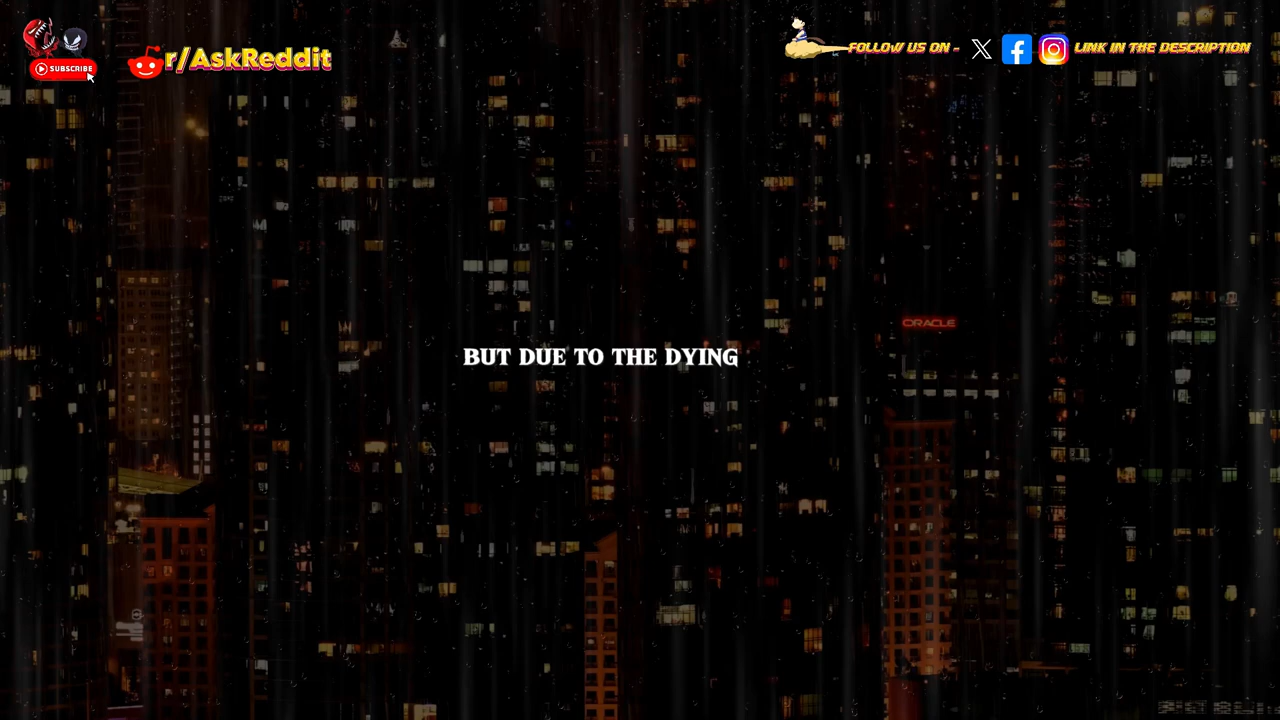 r/AskReddit
SUBSCRIBE
FOLLOW US ON -
LINK IN THE DESCRIPTION
ORACLE
BUT DUE TO THE DYING